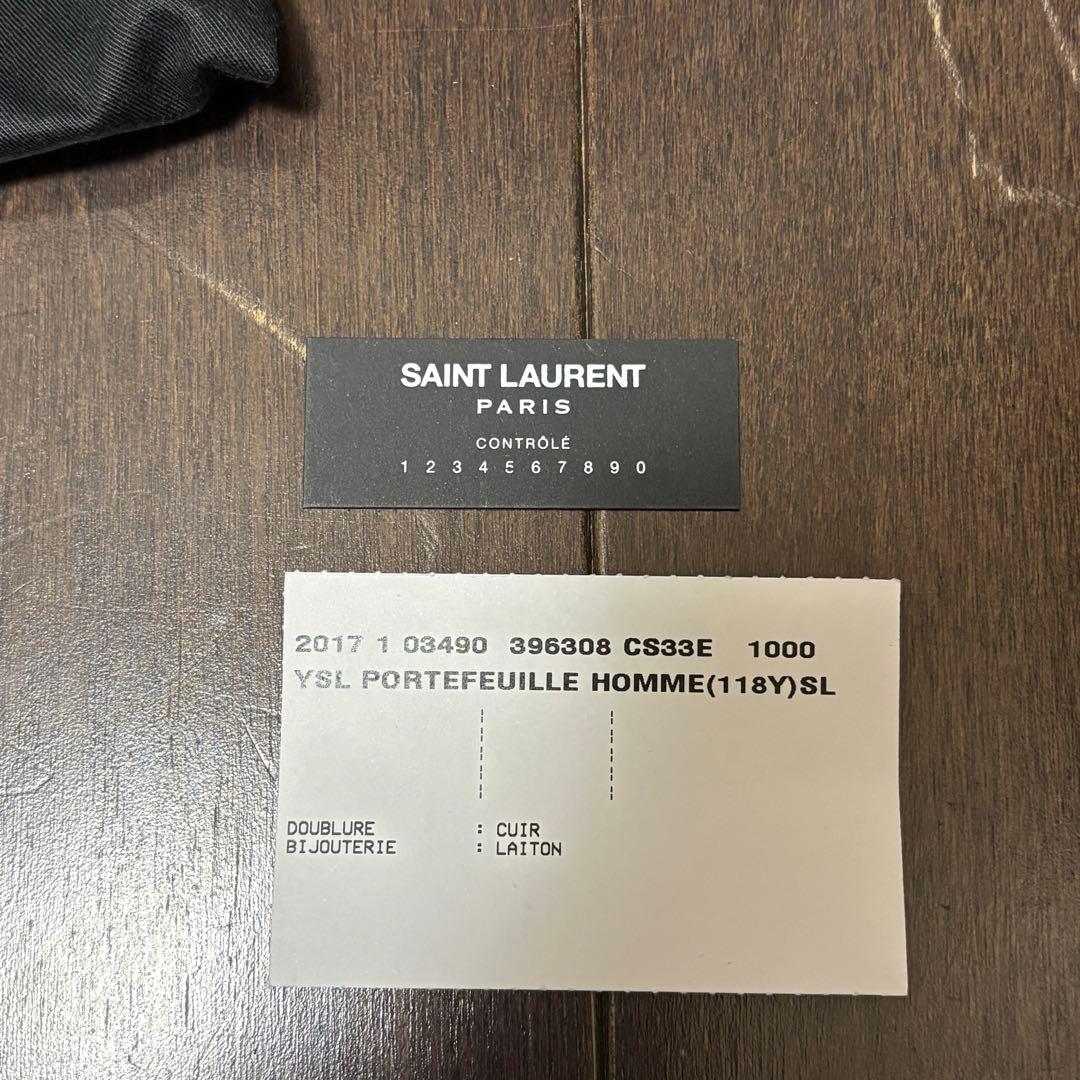 SAINT LAURENT
PARIS
CONTRÔLÉ
1 2 3 4 5 6 7 8 9 0
2017 1 03490 396308 CS33E 1000
YSL PORTEFEUILLE HOMME(118Y)SL
DOUBLURE : CUIR
BIJOUTERIE : LAITON